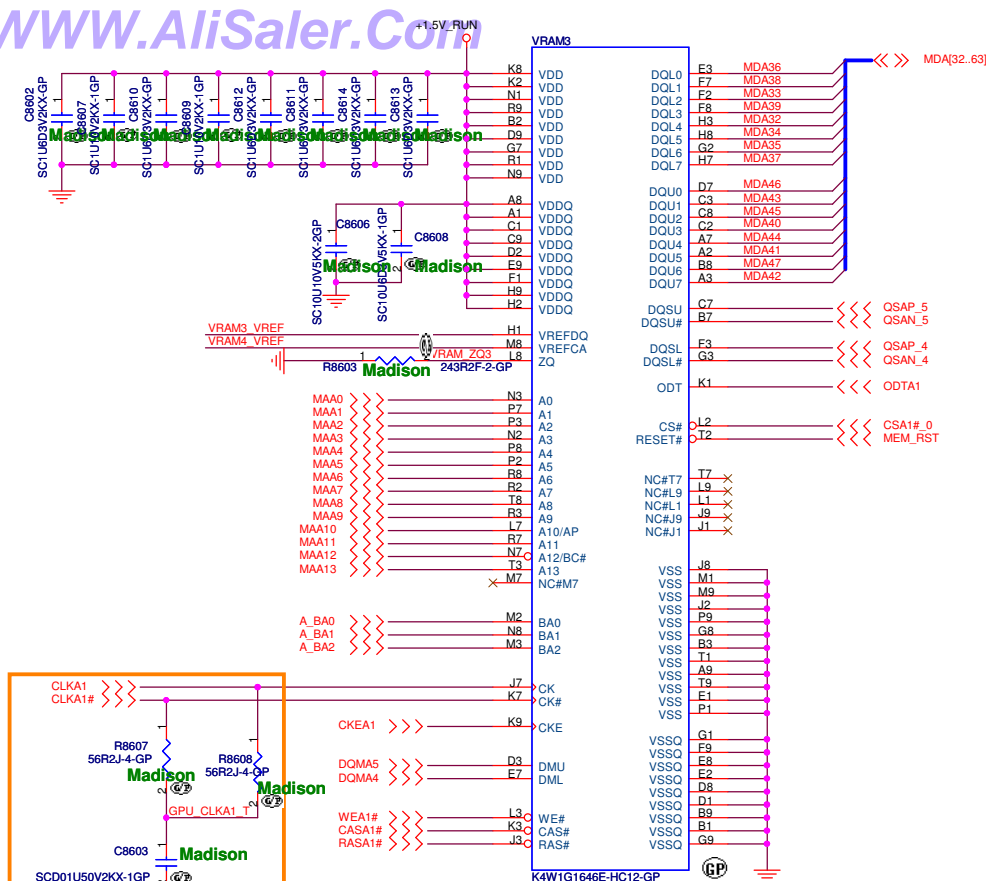 WWW.AliSaler.Com
+1.5V_RUN
VRAM3
C8602
SC1U6D3V2KX-GP
C8607
C8610
SC1U6D3V2KX-GP
C8609
C8612
SC1U6D3V2KX-GP
C8611
C8614
SC1U6D3V2KX-GP
C8613
Madison
K8 VDD
K2 VDD
N1 VDD
R9 VDD
B2 VDD
D9 VDD
G7 VDD
R1 VDD
N9 VDD
A8 VDDQ
A1 VDDQ
C1 VDDQ
C9 VDDQ
D2 VDDQ
E9 VDDQ
F1 VDDQ
H9 VDDQ
H2 VDDQ
C8606
SC10U10V5KX-2GP
C8608
Madison
Madison
VRAM3_VREF H1 VREFDQ
VRAM4_VREF M8 VREFCA
1 2 VRAM_ZQ3 L8 ZQ
R8603 Madison 243R2F-2-GP
MAA0 N3 A0
MAA1 P7 A1
MAA2 P3 A2
MAA3 N2 A3
MAA4 P8 A4
MAA5 P2 A5
MAA6 R8 A6
MAA7 R2 A7
MAA8 T8 A8
MAA9 R3 A9
MAA10 L7 A10/AP
MAA11 R7 A11
MAA12 N7 A12/BC#
MAA13 T3 A13
M7 NC#M7
A_BA0 M2 BA0
A_BA1 N8 BA1
A_BA2 M3 BA2
CLKA1 J7 CK
CLKA1# K7 CK#
CKEA1 K9 CKE
DQMA5 D3 DMU
DQMA4 E7 DML
WEA1# L3 WE#
CASA1# K3 CAS#
RASA1# J3 RAS#
R8607
56R2J-4-GP
Madison
R8608
56R2J-4-GP
Madison
GPU_CLKA1_T
C8603
Madison
SCD01U50V2KX-1GP
DQL0 E3 MDA36
DQL1 F7 MDA38
DQL2 F2 MDA33
DQL3 F8 MDA39
DQL4 H3 MDA32
DQL5 H8 MDA34
DQL6 G2 MDA35
DQL7 H7 MDA37
MDA[32..63]
DQU0 D7 MDA46
DQU1 C3 MDA43
DQU2 C8 MDA45
DQU3 C2 MDA40
DQU4 A7 MDA44
DQU5 A2 MDA41
DQU6 B8 MDA47
DQU7 A3 MDA42
DQSU C7 QSAP_5
DQSU# B7 QSAN_5
DQSL F3 QSAP_4
DQSL# G3 QSAN_4
ODT K1 ODTA1
CS# L2 CSA1#_0
RESET# T2 MEM_RST
NC#T7 T7
NC#L9 L9
NC#L1 L1
NC#J9 J9
NC#J1 J1
VSS J8
VSS M1
VSS M9
VSS J2
VSS P9
VSS G8
VSS B3
VSS T1
VSS A9
VSS T9
VSS E1
VSS P1
VSSQ G1
VSSQ F9
VSSQ E8
VSSQ E2
VSSQ D8
VSSQ D1
VSSQ B9
VSSQ B1
VSSQ G9
GP
K4W1G1646E-HC12-GP